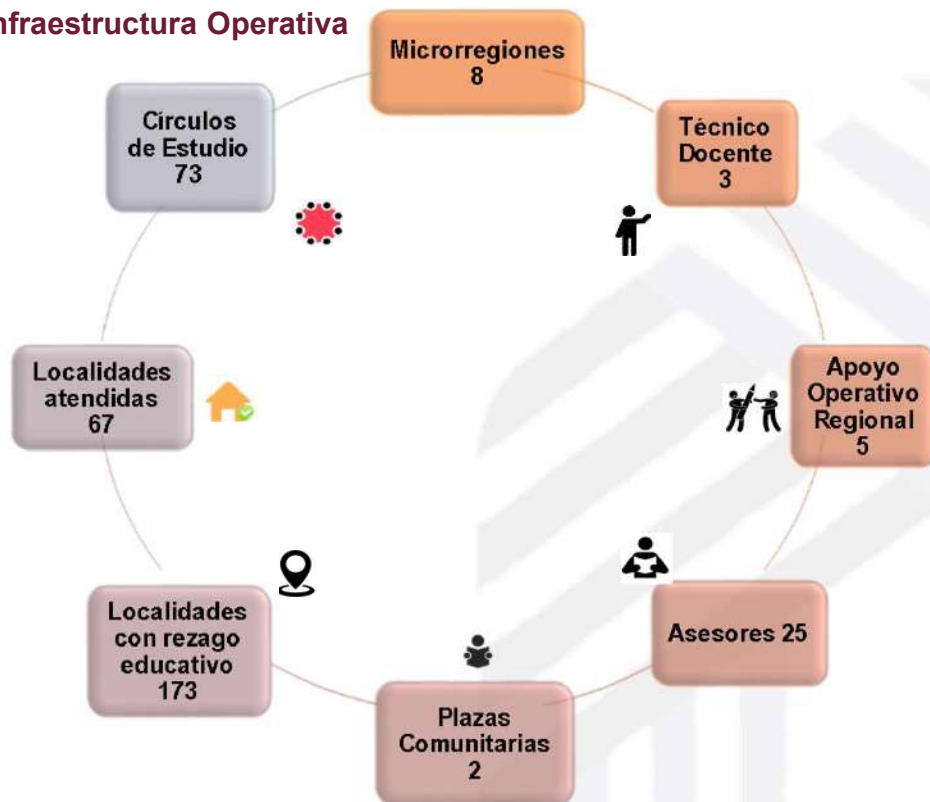 nfraestructura Operativa
Microrregiones
8
Técnico
Docente
3
Apoyo
Operativo
Regional
5
Asesores 25
Plazas
Comunitarias
2
Localidades
con rezago
educativo
173
Localidades
atendidas
67
Círculos
de Estudio
73